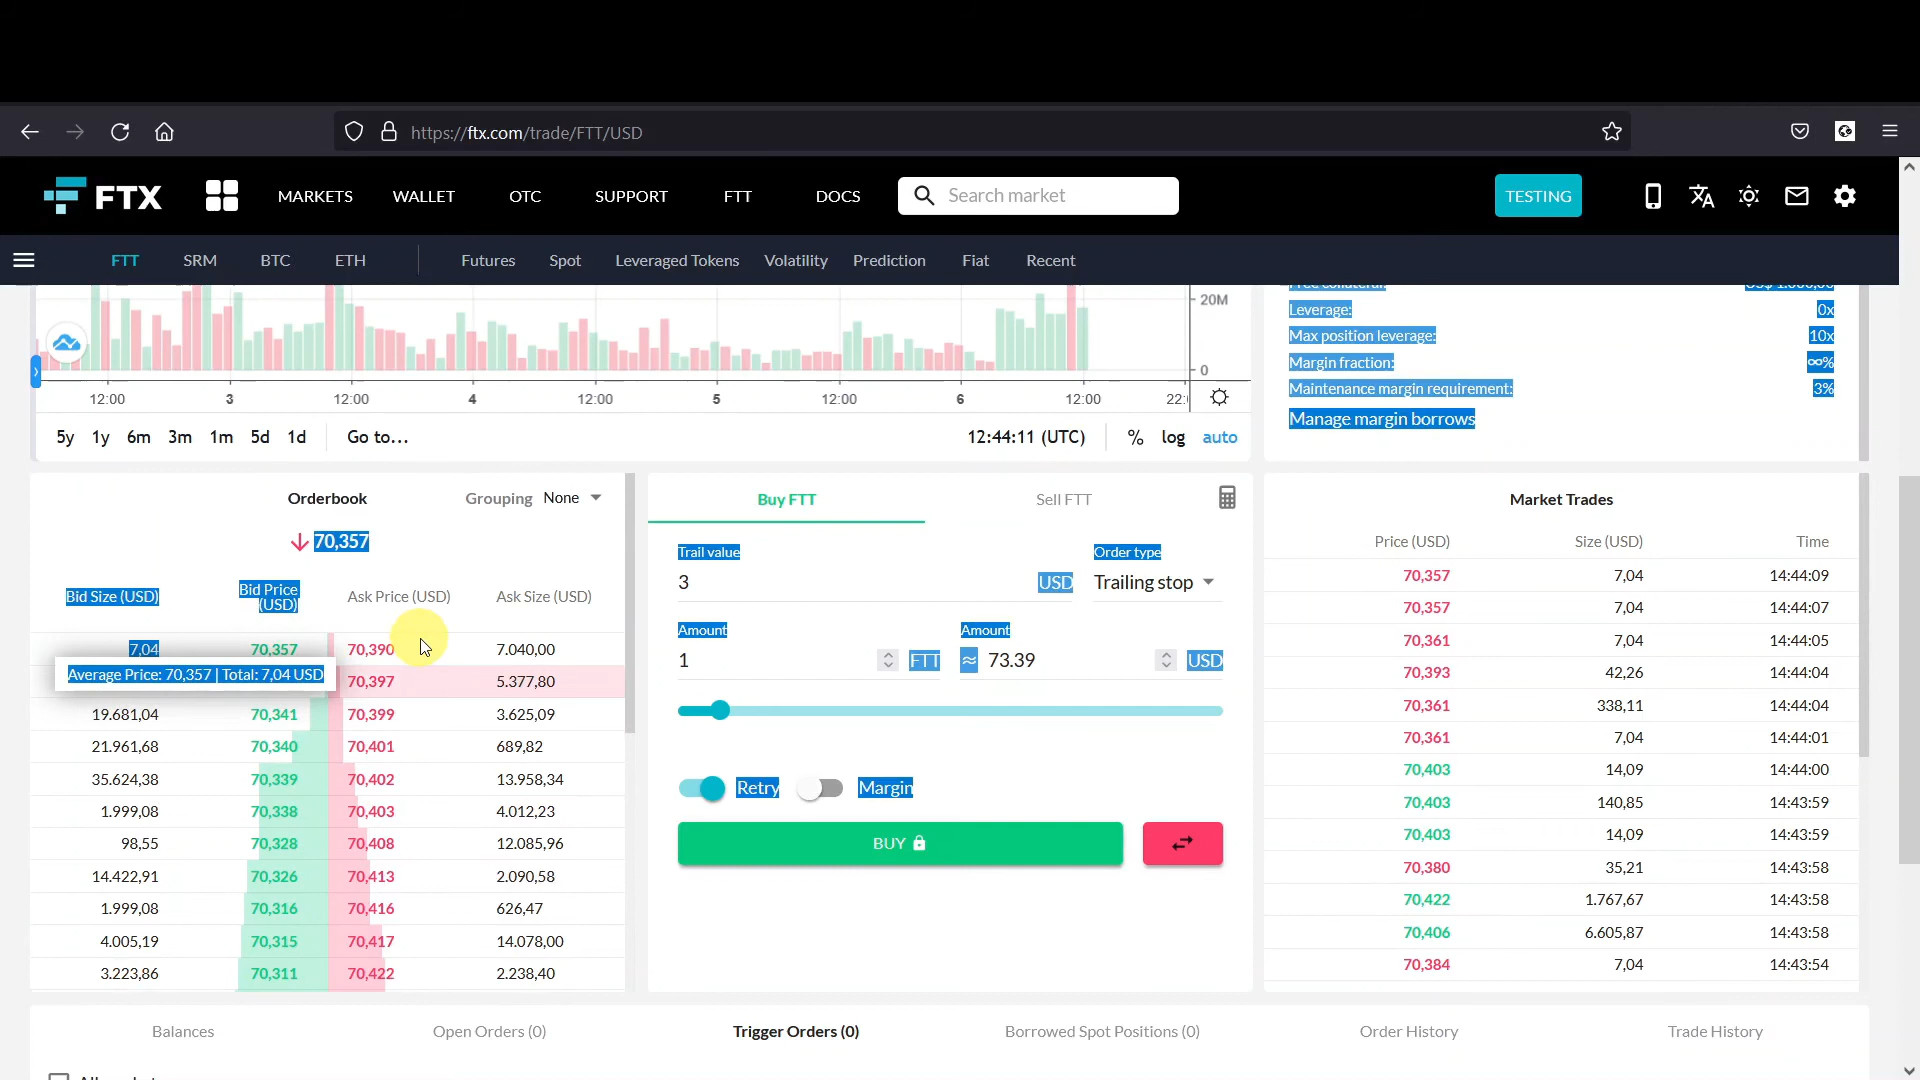 https://ftx.com/trade/FTT/USD
FTX MARKETS WALLET OTC SUPPORT FTT DOCS Search market TESTING
FTT SRM BTC ETH Futures Spot Leveraged Tokens Volatility Prediction Fiat Recent
20M
0
12:00 3 12:00 4 12:00 5 12:00 6 12:00 22:
5y 1y 6m 3m 1m 5d 1d Go to... 12:44:11 (UTC) % log auto
Free collateral:
Leverage: 0x
Max position leverage: 10x
Margin fraction: ∞%
Maintenance margin requirement: 3%
Manage margin borrows
Orderbook Grouping None
70,357
Bid Size (USD) Bid Price (USD) Ask Price (USD) Ask Size (USD)
7,04 70,357 70,390 7.040,00
Average Price: 70,357 | Total: 7,04 USD
70,397 5.377,80
19.681,04 70,341 70,399 3.625,09
21.961,68 70,340 70,401 689,82
35.624,38 70,339 70,402 13.958,34
1.999,08 70,338 70,403 4.012,23
98,55 70,328 70,408 12.085,96
14.422,91 70,326 70,413 2.090,58
1.999,08 70,316 70,416 626,47
4.005,19 70,315 70,417 14.078,00
3.223,86 70,311 70,422 2.238,40
Buy FTT Sell FTT
Trail value Order type
3 USD Trailing stop
Amount Amount
1 FTT ≈ 73.39 USD
Retry Margin
BUY
Market Trades
Price (USD) Size (USD) Time
70,357 7,04 14:44:09
70,357 7,04 14:44:07
70,361 7,04 14:44:05
70,393 42,26 14:44:04
70,361 338,11 14:44:04
70,361 7,04 14:44:01
70,403 14,09 14:44:00
70,403 140,85 14:43:59
70,403 14,09 14:43:59
70,380 35,21 14:43:58
70,422 1.767,67 14:43:58
70,406 6.605,87 14:43:58
70,384 7,04 14:43:54
Balances Open Orders (0) Trigger Orders (0) Borrowed Spot Positions (0) Order History Trade History